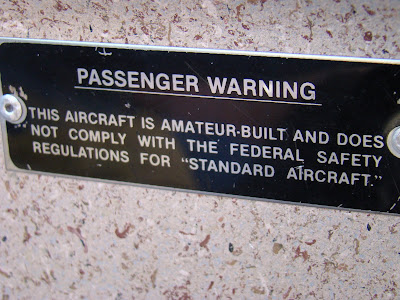 PASSENGER WARNING
THIS AIRCRAFT IS AMATEUR-BUILT AND DOES
NOT COMPLY WITH THE FEDERAL SAFETY
REGULATIONS FOR "STANDARD AIRCRAFT."